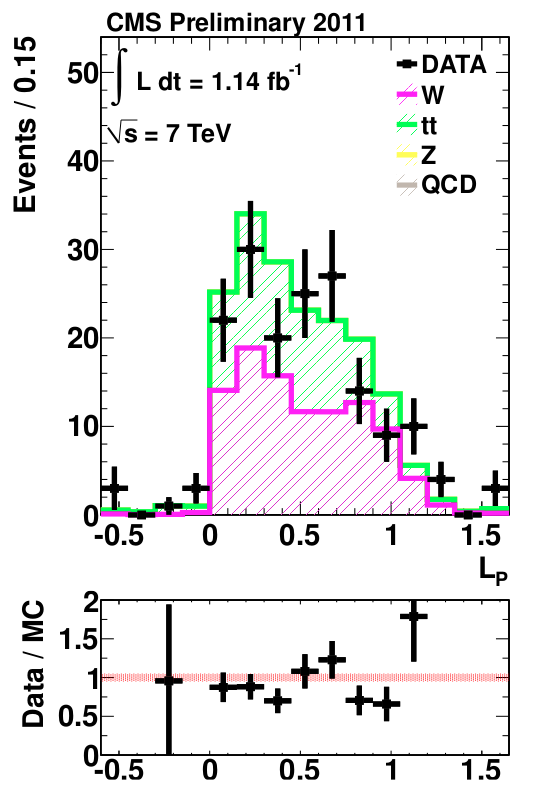 CMS Preliminary 2011
Events / 0.15
∫ L dt = 1.14 fb⁻¹
√s = 7 TeV
DATA
W
tt
Z
QCD
50
40
30
20
10
0
-0.5 0 0.5 1 1.5
L_P
Data / MC
2
1.5
1
0.5
0
-0.5 0 0.5 1 1.5